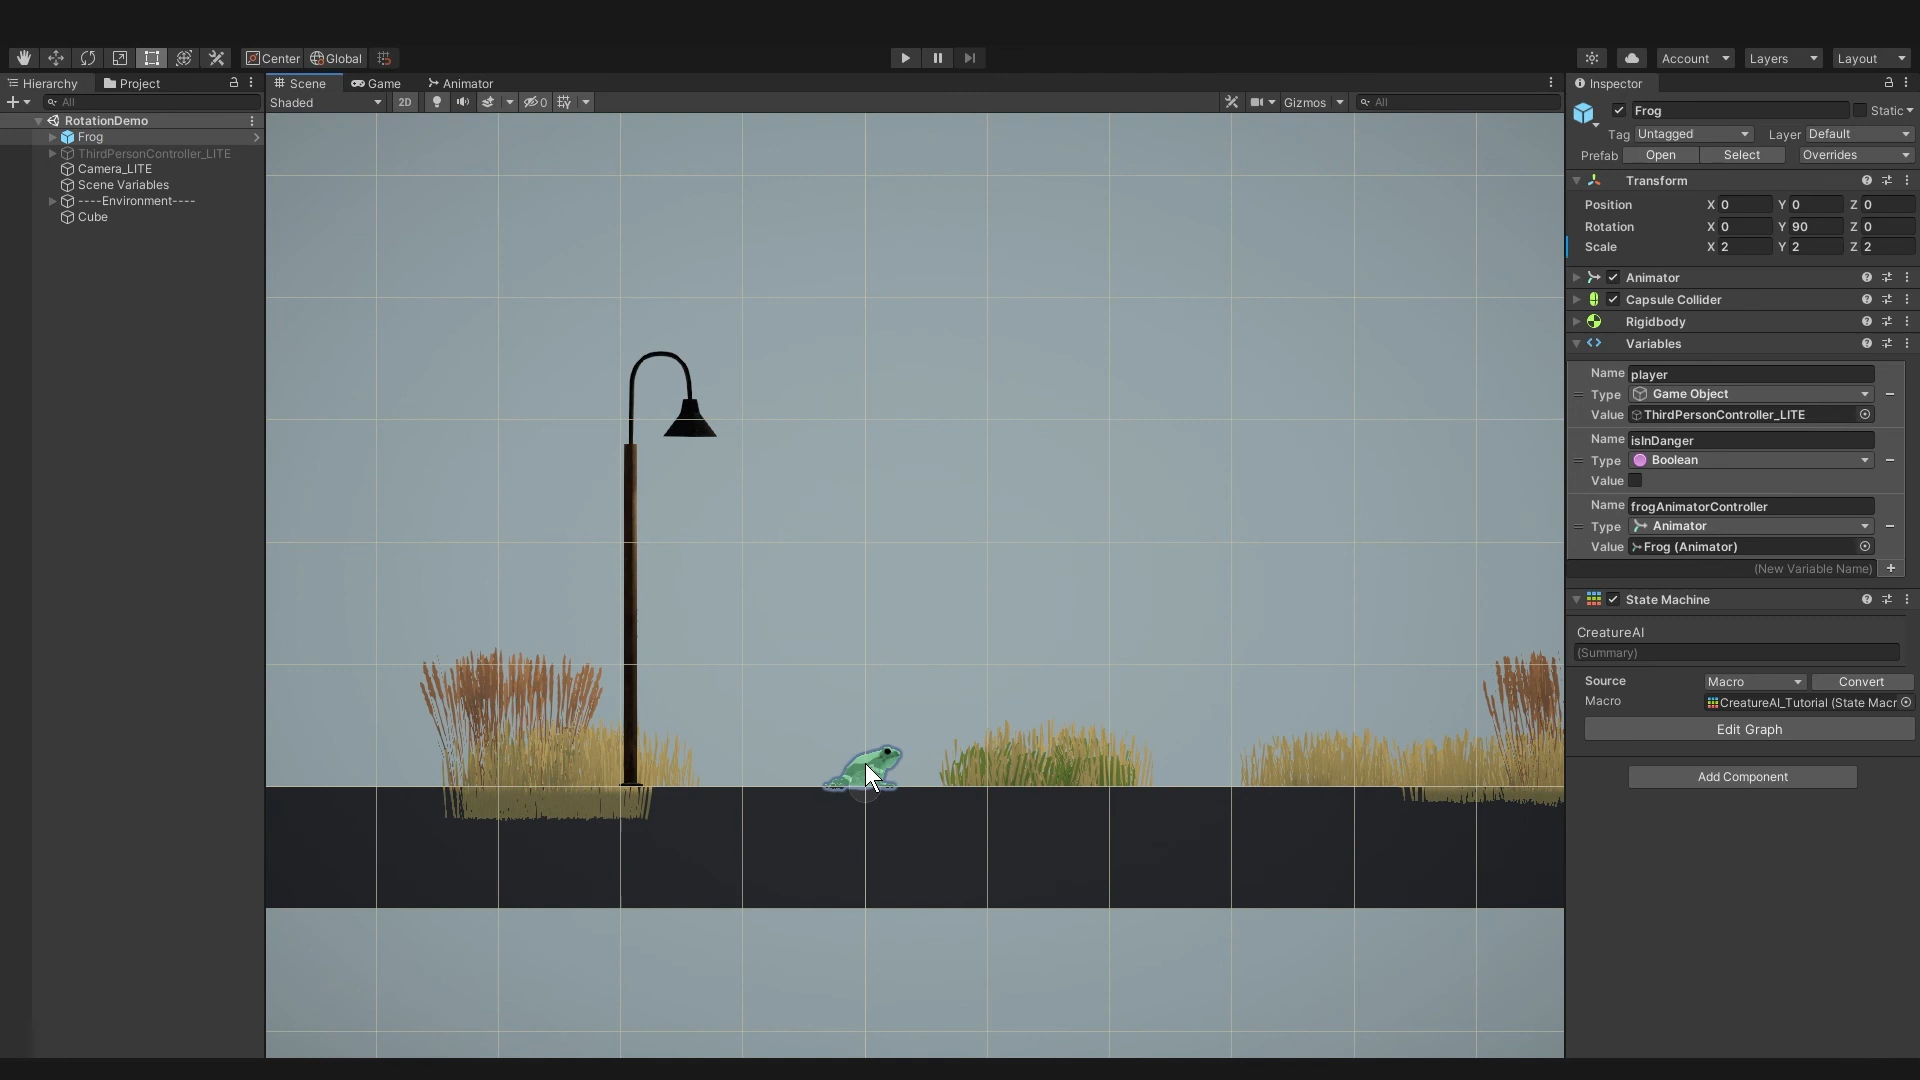 Center Global
Account Layers Layout
Hierarchy Project
All
RotationDemo
Frog
ThirdPersonController_LITE
Camera_LITE
Scene Variables
----Environment----
Cube
Scene Game Animator
Shaded 2D 0 Gizmos All
Inspector
Frog Static
Tag Untagged Layer Default
Prefab Open Select Overrides
Transform
Position X 0 Y 0 Z 0
Rotation X 0 Y 90 Z 0
Scale X 2 Y 2 Z 2
Animator
Capsule Collider
Rigidbody
Variables
Name player
Type Game Object
Value ThirdPersonController_LITE
Name isInDanger
Type Boolean
Value
Name frogAnimatorController
Type Animator
Value Frog (Animator)
(New Variable Name)
State Machine
CreatureAI
(Summary)
Source Macro Convert
Macro CreatureAI_Tutorial (State Macr
Edit Graph
Add Component